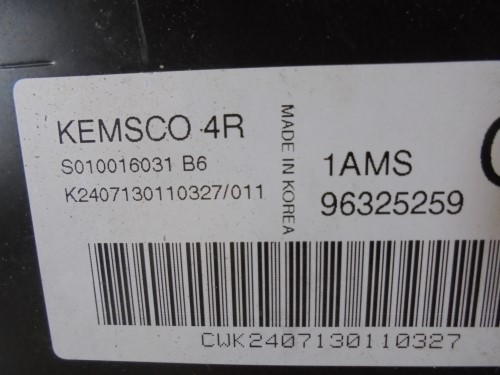 KEMSCO 4R
S010016031 B6
K2407130110327/011
MADE IN KOREA
1AMS
96325259
CWK2407130110327